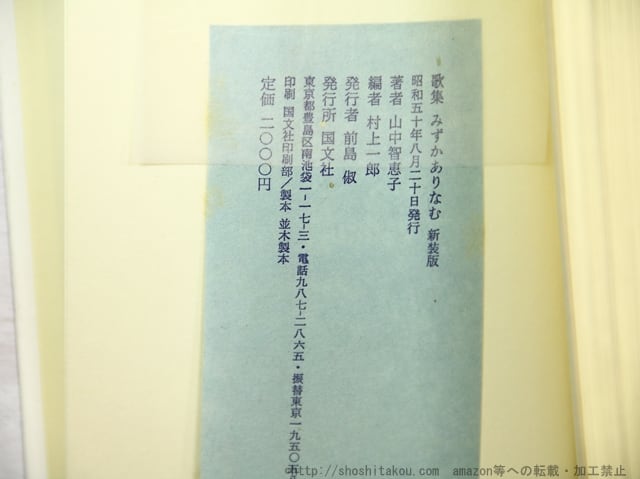 歌集 みずかありなむ 新装版
昭和五十年八月二十日発行
著者 山中智恵子
編者 村上一郎
発行者 前島 俶
発行所 国文社
東京都豊島区南池袋一−一七−三・電話九八七−二八六五・振替東京一九五〇五
印刷 国文社印刷部/製本 並木製本
定価 二〇〇〇円
http://shoshitakou.com amazon等への転載・加工禁止